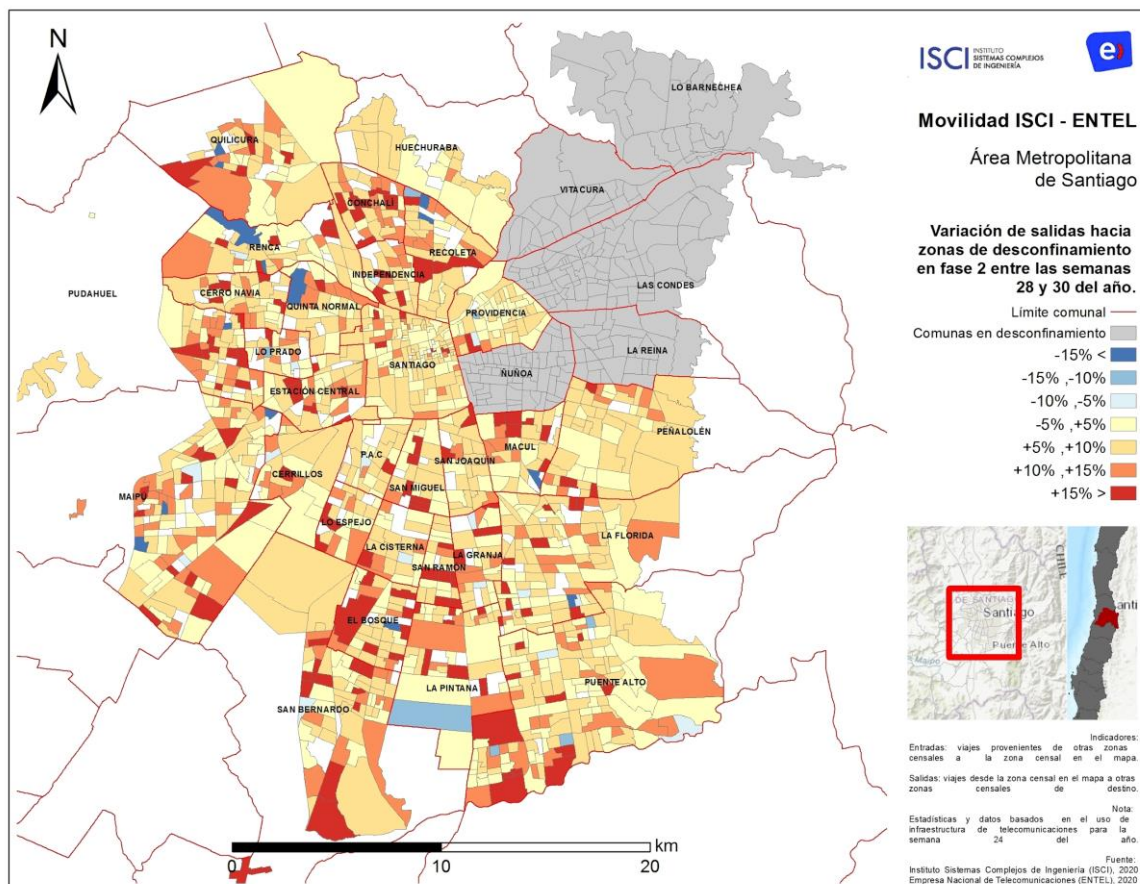 N
ISCI
INSTITUTO
SISTEMAS COMPLEJOS
DE INGENIERÍA
e)
Movilidad ISCI - ENTEL
Área Metropolitana
de Santiago
Variación de salidas hacia
zonas de desconfinamiento
en fase 2 entre las semanas
28 y 30 del año.
Límite comunal
Comunas en desconfinamiento
-15% <
-15% ,-10%
-10% ,-5%
-5% ,+5%
+5% ,+10%
+10% ,+15%
+15% >
LO BARNECHEA
QUILICURA
HUECHURABA
VITACURA
CONCHALÍ
RENCA
RECOLETA
INDEPENDENCIA
LAS CONDES
PUDAHUEL
CERRO NAVIA
QUINTA NORMAL
PROVIDENCIA
LO PRADO
SANTIAGO
LA REINA
ÑUÑOA
ESTACIÓN CENTRAL
PEÑALOLÉN
MACUL
P.A.C
SAN JOAQUIN
CERRILLOS
SAN MIGUEL
MAIPÚ
LO ESPEJO
LA FLORIDA
LA CISTERNA
LA GRANJA
SAN RAMÓN
EL BOSQUE
LA PINTANA
PUENTE ALTO
SAN BERNARDO
0 10 20 km
CHILE
DE SANTIAGO
Santiago
Puente Alto
Maipo
anti
Indicadores:
Entradas: viajes provenientes de otras zonas
censales a la zona censal en el mapa.
Salidas: viajes desde la zona censal en el mapa a otras
zonas censales de destino.
Nota:
Estadísticas y datos basados en el uso de
infraestructura de telecomunicaciones para la
semana 24 del año.
Fuente:
Instituto Sistemas Complejos de Ingeniería (ISCI), 2020
Empresa Nacional de Telecomunicaciones (ENTEL), 2020